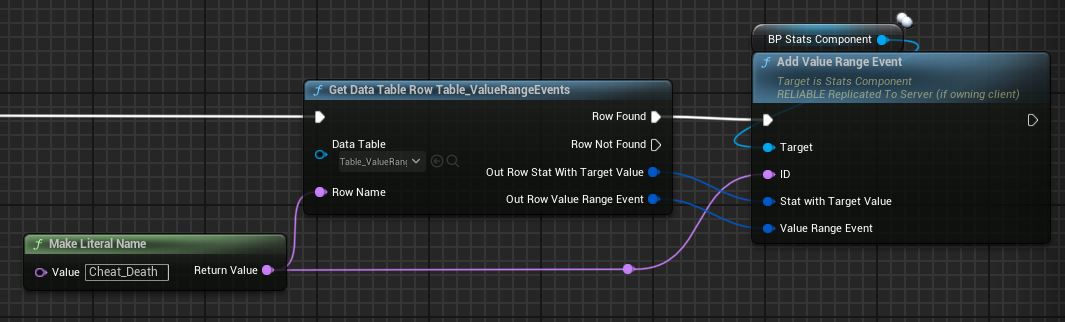 BP Stats Component
Add Value Range Event
Target is Stats Component
RELIABLE Replicated To Server (if owning client)
Target
ID
Stat with Target Value
Value Range Event
Get Data Table Row Table_ValueRangeEvents
Row Found
Data Table
Row Not Found
Table_ValueRang
Out Row Stat With Target Value
Row Name
Out Row Value Range Event
Make Literal Name
Value Cheat_Death Return Value